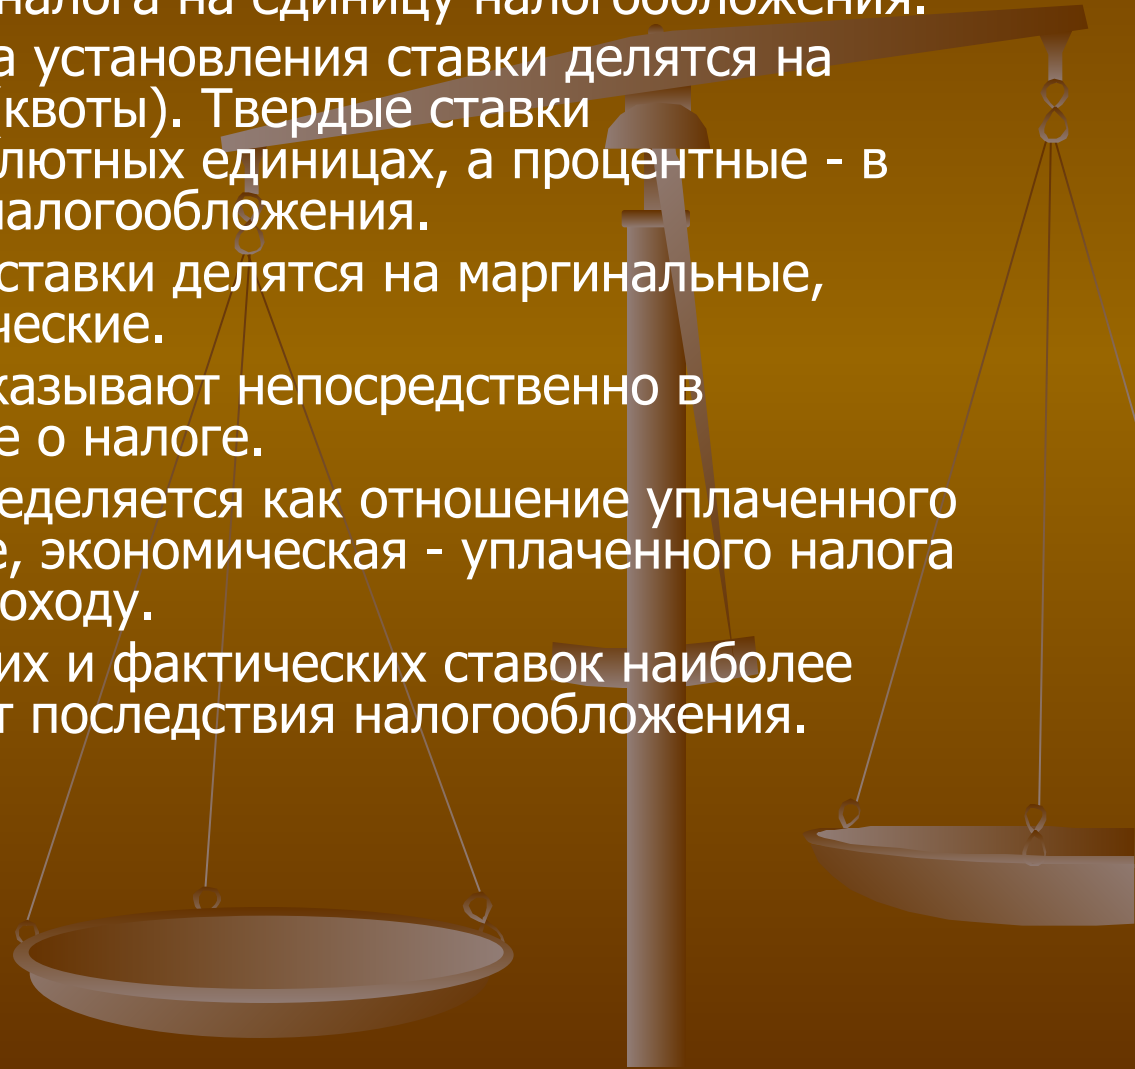 налога на единицу налогообложения.
а установления ставки делятся на
(квоты). Твердые ставки
лютных единицах, а процентные - в
налогообложения.
ставки делятся на маргинальные,
ческие.
казывают непосредственно в
е о налоге.
еделяется как отношение уплаченного
е, экономическая - уплаченного налога
оходу.
их и фактических ставок наиболее
т последствия налогообложения.